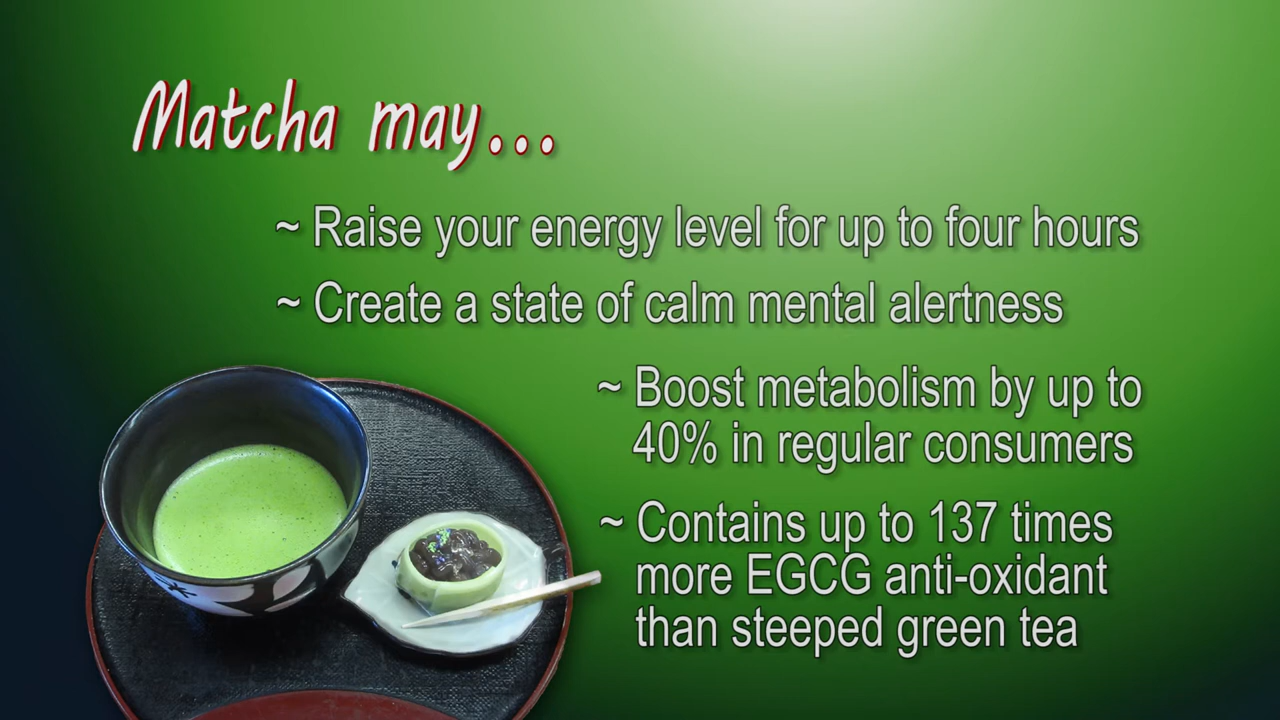 Matcha may...
~ Raise your energy level for up to four hours
~ Create a state of calm mental alertness
~ Boost metabolism by up to
40% in regular consumers
~ Contains up to 137 times
more EGCG anti-oxidant
than steeped green tea